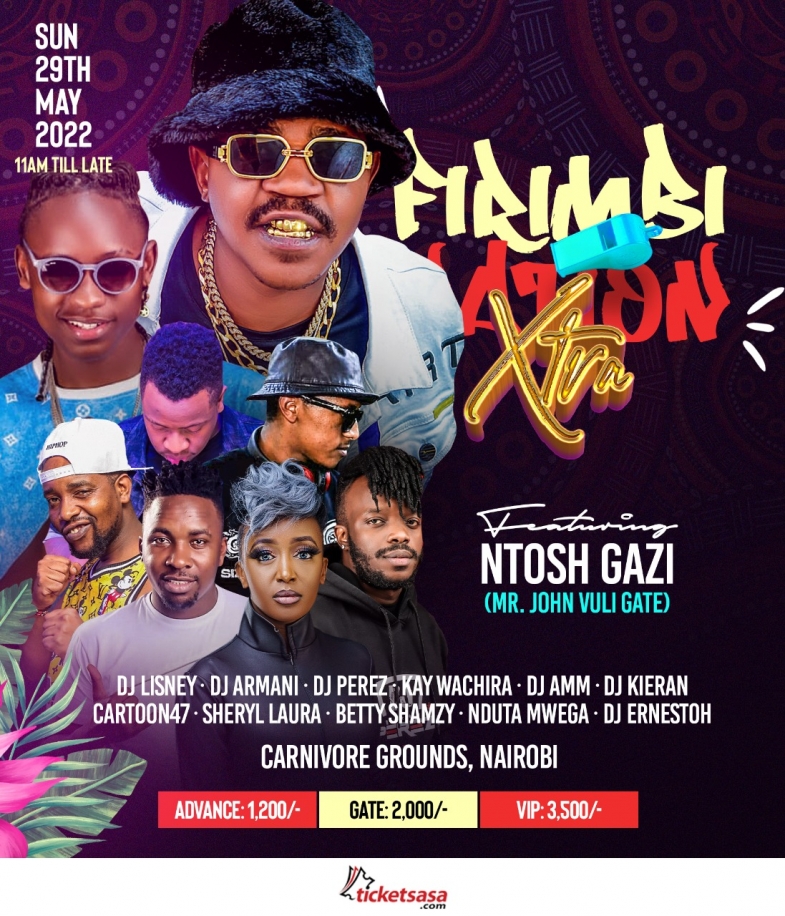 SUN
29TH
MAY
2022
11AM TILL LATE
FIRIMBI
NATION
Xtra
HIPHOP
Featuring
NTOSH GAZI
(MR. JOHN VULI GATE)
DJ LISNEY · DJ ARMANI · DJ PEREZ · KAY WACHIRA · DJ AMM · DJ KIERAN
CARTOON47 · SHERYL LAURA · BETTY SHAMZY · NDUTA MWEGA · DJ ERNESTOH
CARNIVORE GROUNDS, NAIROBI
ADVANCE: 1,200/-
GATE: 2,000/-
VIP: 3,500/-
ticketsasa
.com